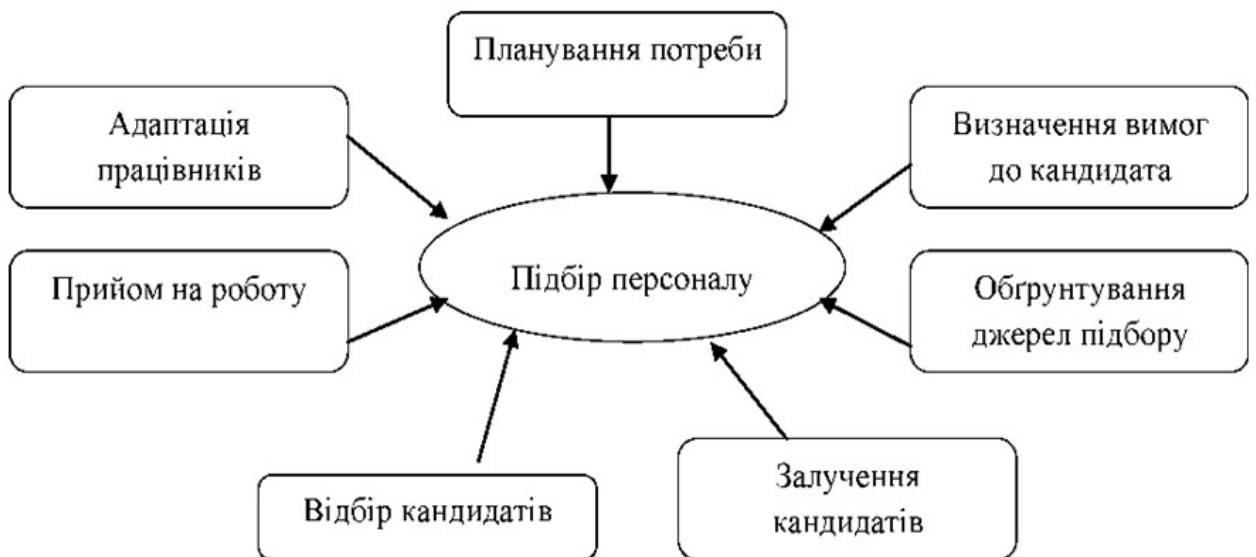 Планування потреби
Адаптація
працівників
Визначення вимог
до кандидата
Підбір персоналу
Прийом на роботу
Обґрунтування
джерел підбору
Відбір кандидатів
Залучення
кандидатів